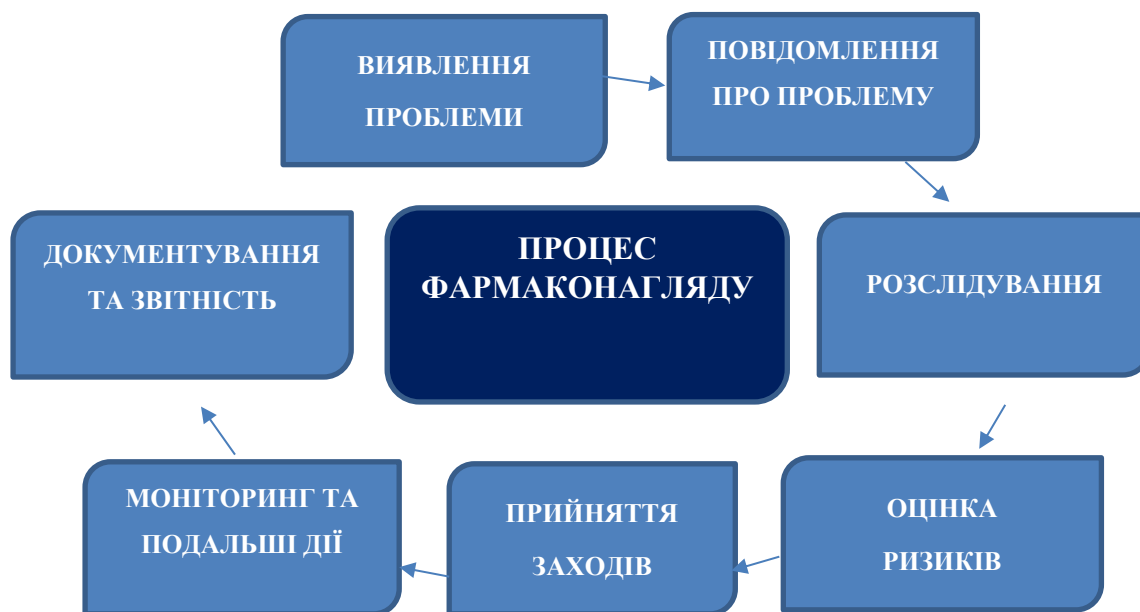 ВИЯВЛЕННЯ
ПРОБЛЕМИ
ПОВІДОМЛЕННЯ
ПРО ПРОБЛЕМУ
ДОКУМЕНТУВАННЯ
ТА ЗВІТНІСТЬ
ПРОЦЕС
ФАРМАКОНАГЛЯДУ
РОЗСЛІДУВАННЯ
МОНІТОРИНГ ТА
ПОДАЛЬШІ ДІЇ
ПРИЙНЯТТЯ
ЗАХОДІВ
ОЦІНКА
РИЗИКІВ